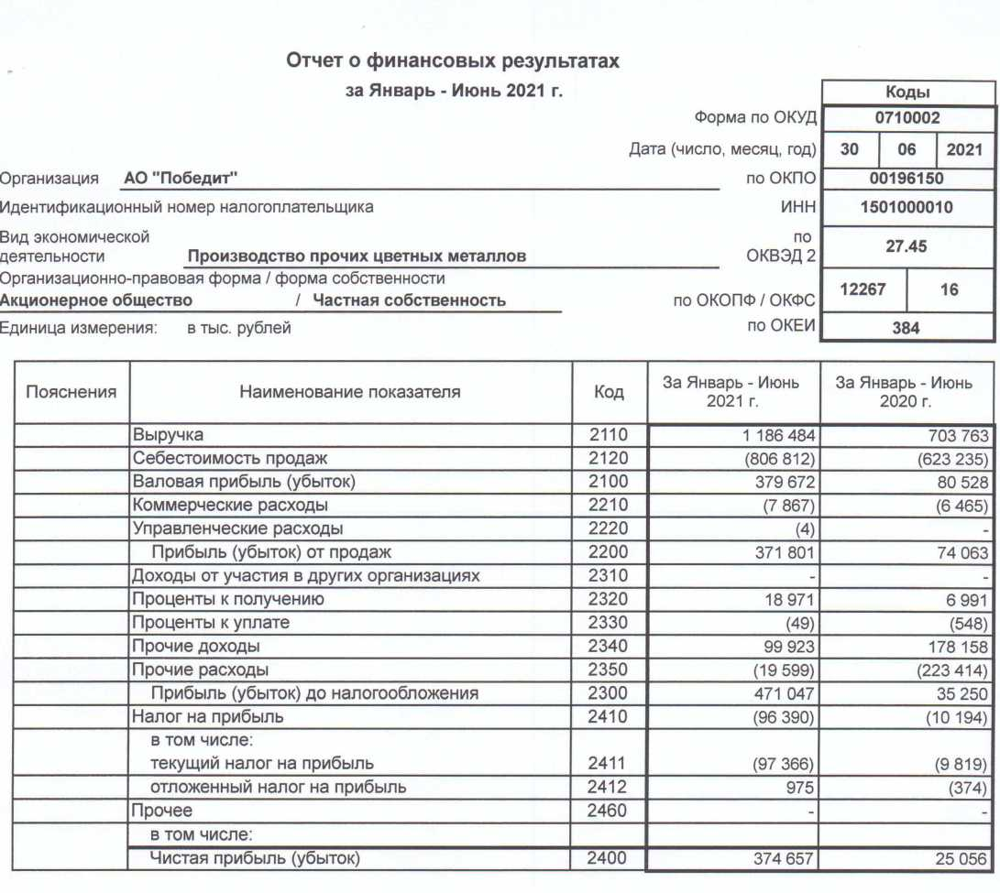 Отчет о финансовых результатах
за Январь - Июнь 2021 г.
Коды
Форма по ОКУД 0710002
Дата (число, месяц, год) 30 06 2021
Организация АО "Победит" по ОКПО 00196150
Идентификационный номер налогоплательщика ИНН 1501000010
Вид экономической деятельности Производство прочих цветных металлов по ОКВЭД 2 27.45
Организационно-правовая форма / форма собственности
Акционерное общество / Частная собственность по ОКОПФ / ОКФС 12267 16
Единица измерения: в тыс. рублей по ОКЕИ 384
Пояснения Наименование показателя Код За Январь - Июнь 2021 г. За Январь - Июнь 2020 г.
Выручка 2110 1 186 484 703 763
Себестоимость продаж 2120 (806 812) (623 235)
Валовая прибыль (убыток) 2100 379 672 80 528
Коммерческие расходы 2210 (7 867) (6 465)
Управленческие расходы 2220 (4) -
Прибыль (убыток) от продаж 2200 371 801 74 063
Доходы от участия в других организациях 2310 - -
Проценты к получению 2320 18 971 6 991
Проценты к уплате 2330 (49) (548)
Прочие доходы 2340 99 923 178 158
Прочие расходы 2350 (19 599) (223 414)
Прибыль (убыток) до налогообложения 2300 471 047 35 250
Налог на прибыль 2410 (96 390) (10 194)
в том числе:
текущий налог на прибыль 2411 (97 366) (9 819)
отложенный налог на прибыль 2412 975 (374)
Прочее 2460 - -
в том числе:
Чистая прибыль (убыток) 2400 374 657 25 056